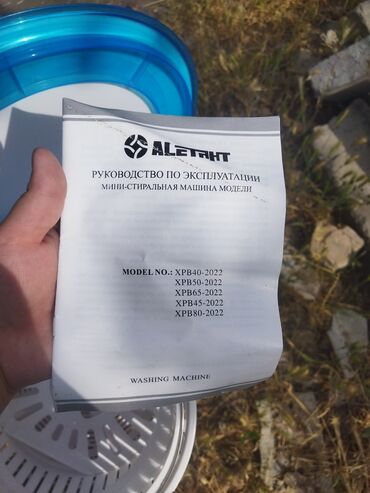 ALETAHT
РУКОВОДСТВО ПО ЭКСПЛУАТАЦИИ
МИНИ-СТИРАЛЬНАЯ МАШИНА МОДЕЛИ
MODEL NO.: XPB40-2022
XPB50-2022
XPB65-2022
XPB45-2022
XPB80-2022
WASHING MACHINE